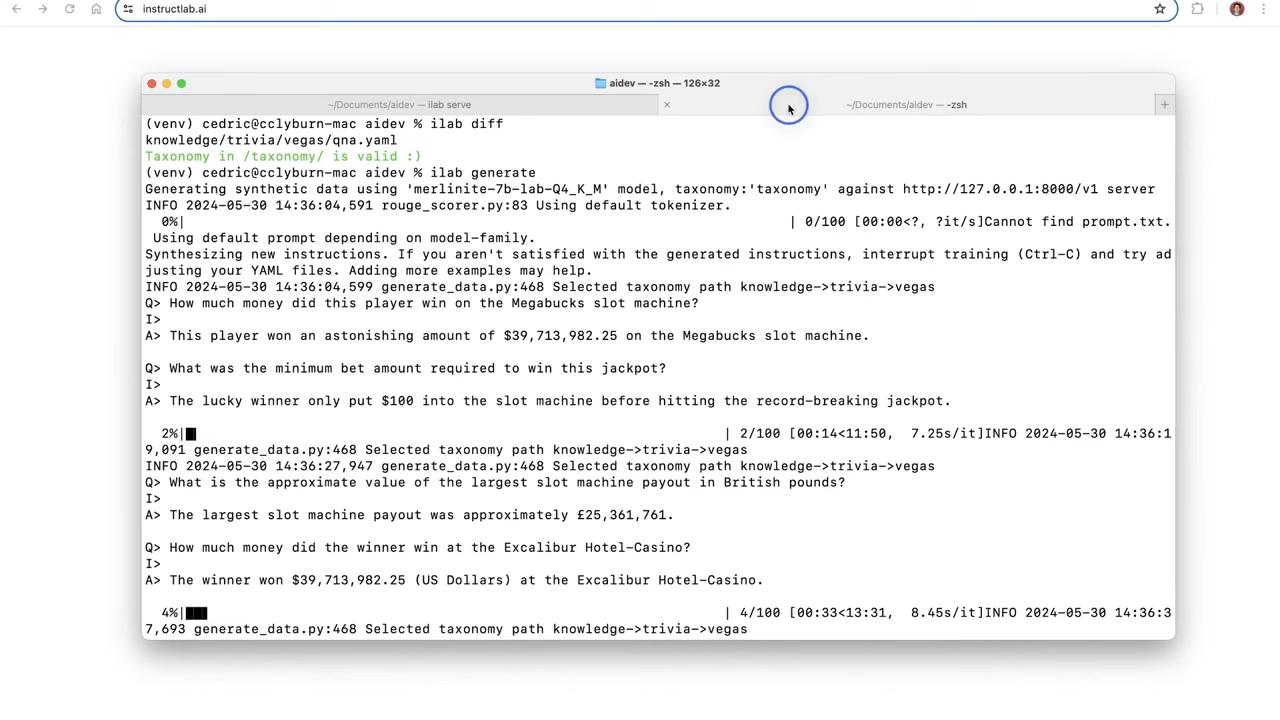 instructlab.ai
aidev — -zsh — 126×32
~/Documents/aidev — ilab serve
~/Documents/aidev — -zsh
(venv) cedric@cclyburn-mac aidev % ilab diff
knowledge/trivia/vegas/qna.yaml
Taxonomy in /taxonomy/ is valid :)
(venv) cedric@cclyburn-mac aidev % ilab generate
Generating synthetic data using 'merlinite-7b-lab-Q4_K_M' model, taxonomy:'taxonomy' against http://127.0.0.1:8000/v1 server
INFO 2024-05-30 14:36:04,591 rouge_scorer.py:83 Using default tokenizer.
0%| | 0/100 [00:00<?, ?it/s]Cannot find prompt.txt.
Using default prompt depending on model-family.
Synthesizing new instructions. If you aren't satisfied with the generated instructions, interrupt training (Ctrl-C) and try ad
justing your YAML files. Adding more examples may help.
INFO 2024-05-30 14:36:04,599 generate_data.py:468 Selected taxonomy path knowledge->trivia->vegas
Q> How much money did this player win on the Megabucks slot machine?
I>
A> This player won an astonishing amount of $39,713,982.25 on the Megabucks slot machine.
Q> What was the minimum bet amount required to win this jackpot?
I>
A> The lucky winner only put $100 into the slot machine before hitting the record-breaking jackpot.
2%| | 2/100 [00:14<11:50, 7.25s/it]INFO 2024-05-30 14:36:1
9,091 generate_data.py:468 Selected taxonomy path knowledge->trivia->vegas
INFO 2024-05-30 14:36:27,947 generate_data.py:468 Selected taxonomy path knowledge->trivia->vegas
Q> What is the approximate value of the largest slot machine payout in British pounds?
I>
A> The largest slot machine payout was approximately £25,361,761.
Q> How much money did the winner win at the Excalibur Hotel-Casino?
I>
A> The winner won $39,713,982.25 (US Dollars) at the Excalibur Hotel-Casino.
4%| | 4/100 [00:33<13:31, 8.45s/it]INFO 2024-05-30 14:36:3
7,693 generate_data.py:468 Selected taxonomy path knowledge->trivia->vegas